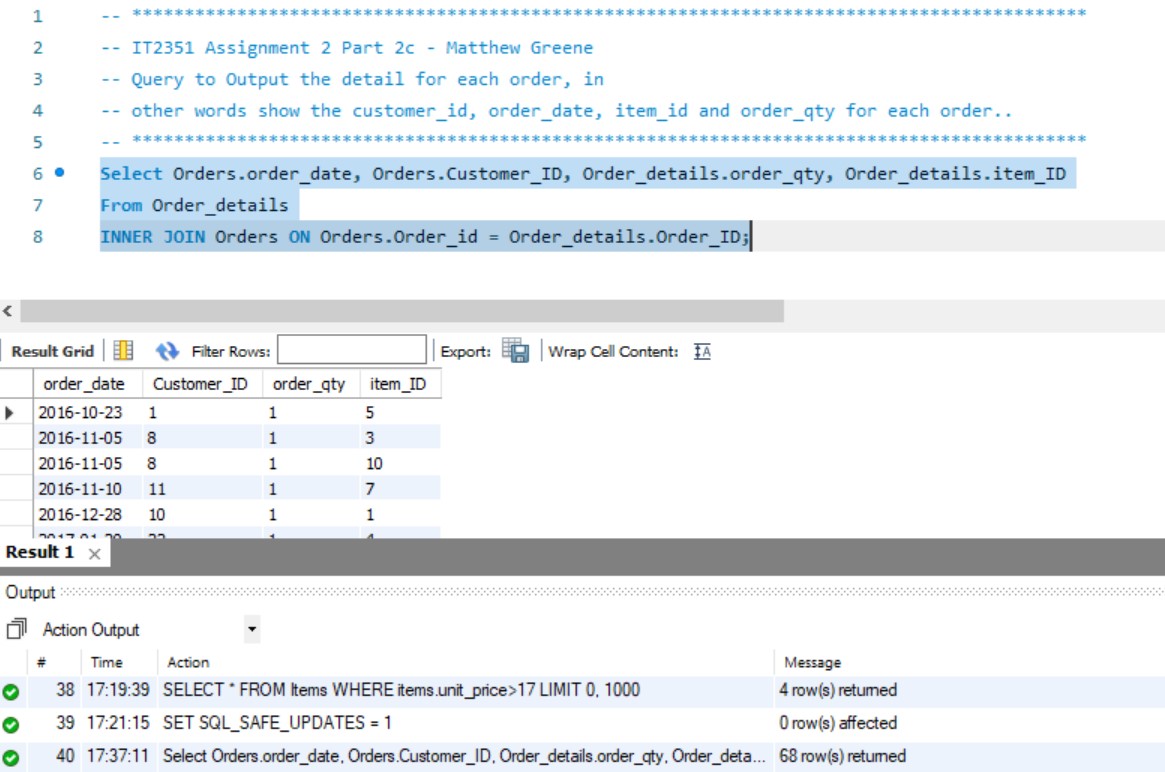 1 -- *******************************************************************************************
2 -- IT2351 Assignment 2 Part 2c - Matthew Greene
3 -- Query to Output the detail for each order, in
4 -- other words show the customer_id, order_date, item_id and order_qty for each order..
5 -- *******************************************************************************************
6 Select Orders.order_date, Orders.Customer_ID, Order_details.order_qty, Order_details.item_ID
7 From Order_details
8 INNER JOIN Orders ON Orders.Order_id = Order_details.Order_ID;
Result Grid Filter Rows: Export: Wrap Cell Content:
order_date Customer_ID order_qty item_ID
2016-10-23 1 1 5
2016-11-05 8 1 3
2016-11-05 8 1 10
2016-11-10 11 1 7
2016-12-28 10 1 1
Result 1
Output
Action Output
# Time Action Message
38 17:19:39 SELECT * FROM Items WHERE items.unit_price>17 LIMIT 0, 1000 4 row(s) returned
39 17:21:15 SET SQL_SAFE_UPDATES = 1 0 row(s) affected
40 17:37:11 Select Orders.order_date, Orders.Customer_ID, Order_details.order_qty, Order_deta... 68 row(s) returned